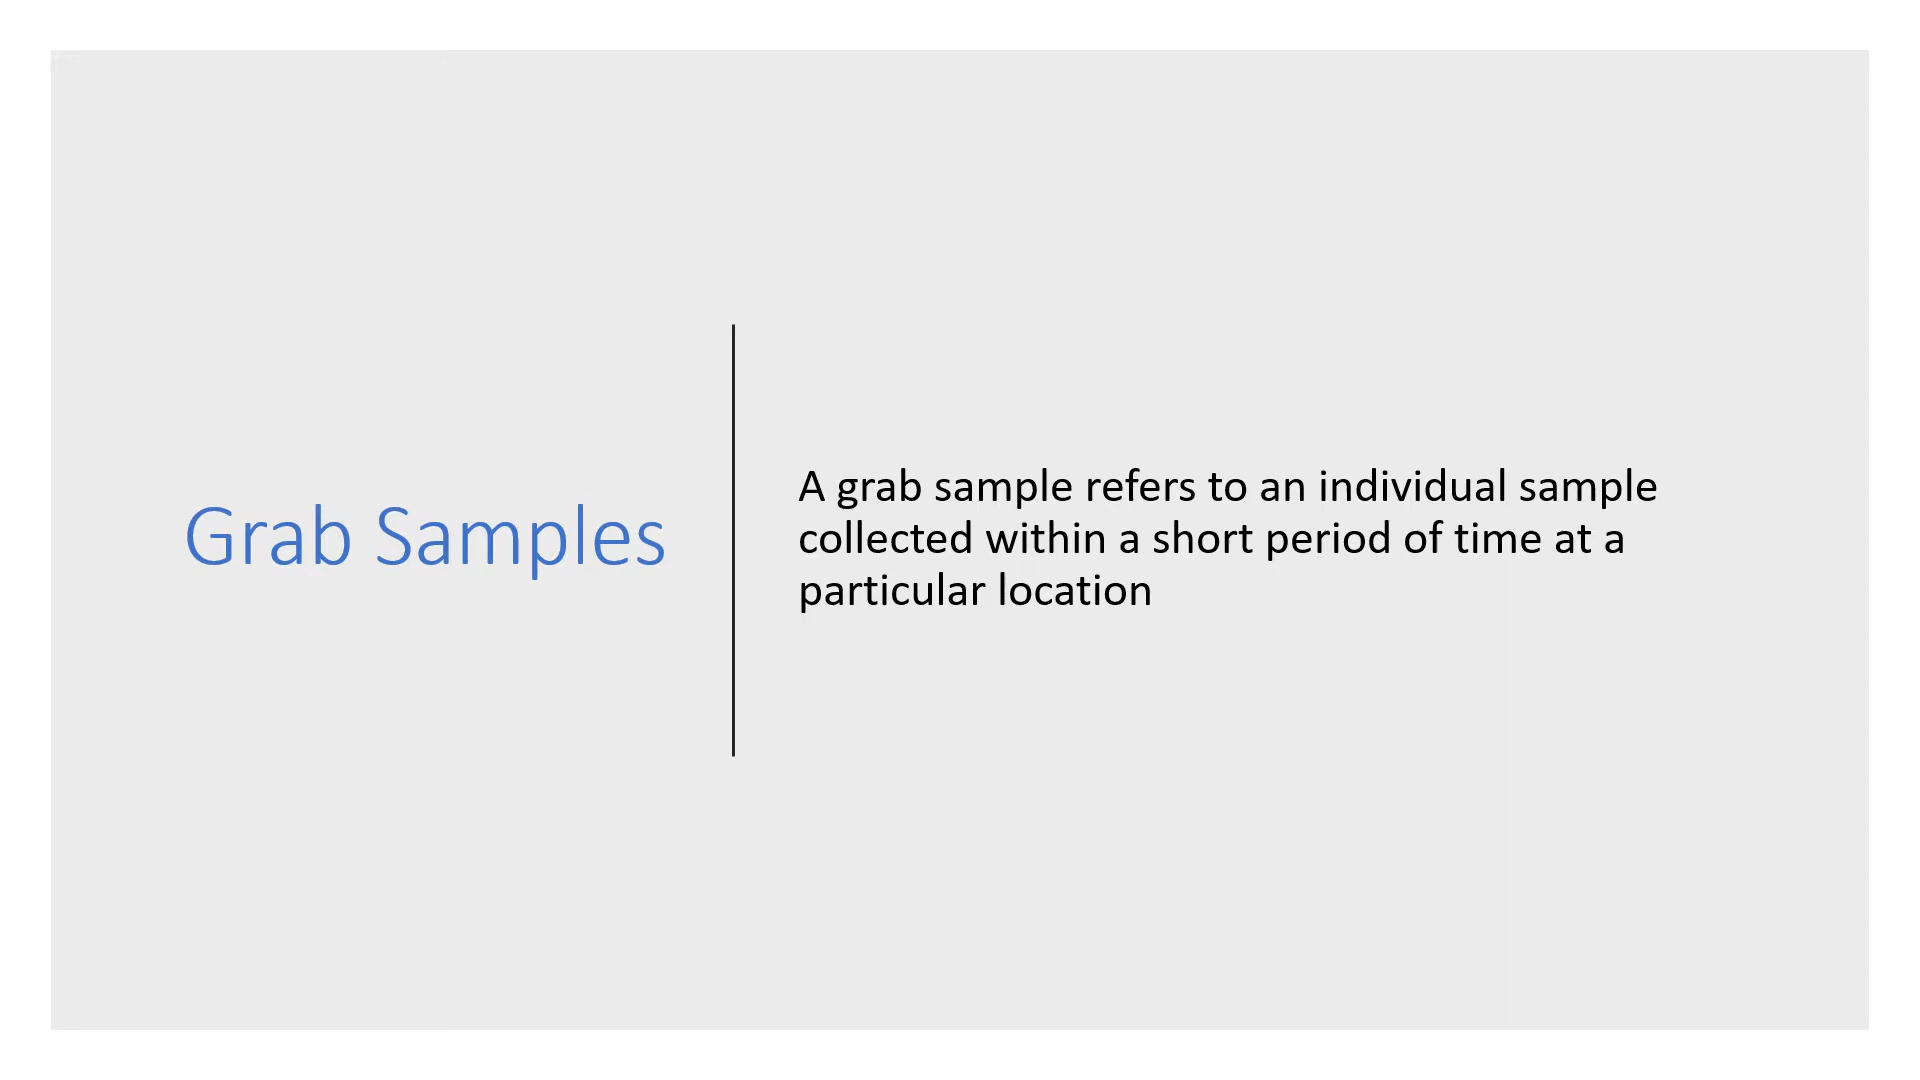 Grab Samples
A grab sample refers to an individual sample
collected within a short period of time at a
particular location